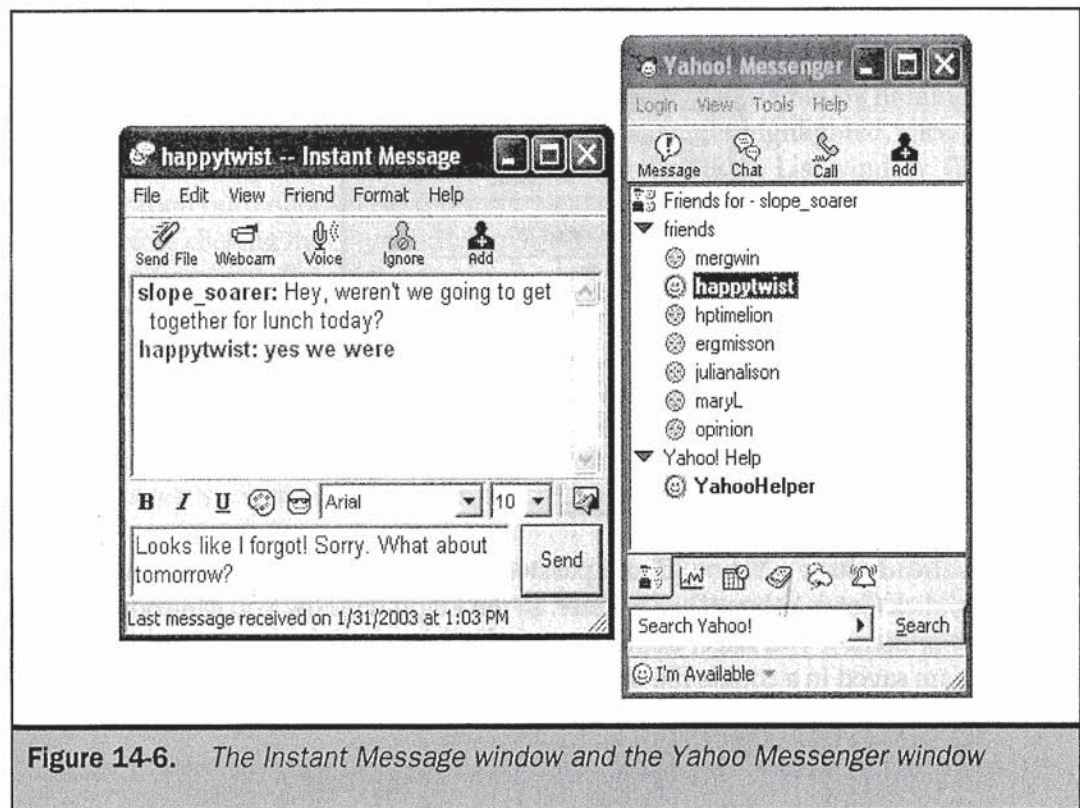 happytwist -- Instant Message
File Edit View Friend Format Help
Send File Webcam Voice Ignore Add
slope_soarer: Hey, weren't we going to get
together for lunch today?
happytwist: yes we were
B I U Arial 10
Looks like I forgot! Sorry. What about
tomorrow?
Send
Last message received on 1/31/2003 at 1:03 PM
Yahoo! Messenger
Login View Tools Help
Message Chat Call Add
Friends for - slope_soarer
friends
mergwin
happytwist
hptimelion
ergmisson
julianalison
maryL
opinion
Yahoo! Help
YahooHelper
Search Yahoo! Search
I'm Available
Figure 14-6. The Instant Message window and the Yahoo Messenger window